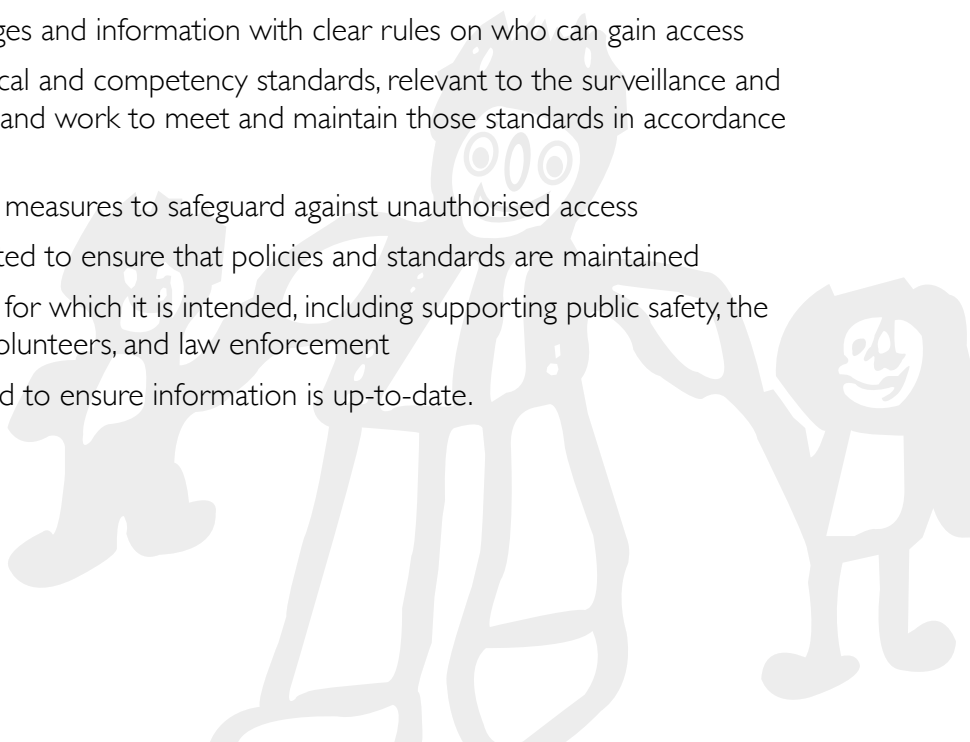 ges and information with clear rules on who can gain access
cal and competency standards, relevant to the surveillance and
and work to meet and maintain those standards in accordance
measures to safeguard against unauthorised access
ted to ensure that policies and standards are maintained
for which it is intended, including supporting public safety, the
olunteers, and law enforcement
d to ensure information is up-to-date.